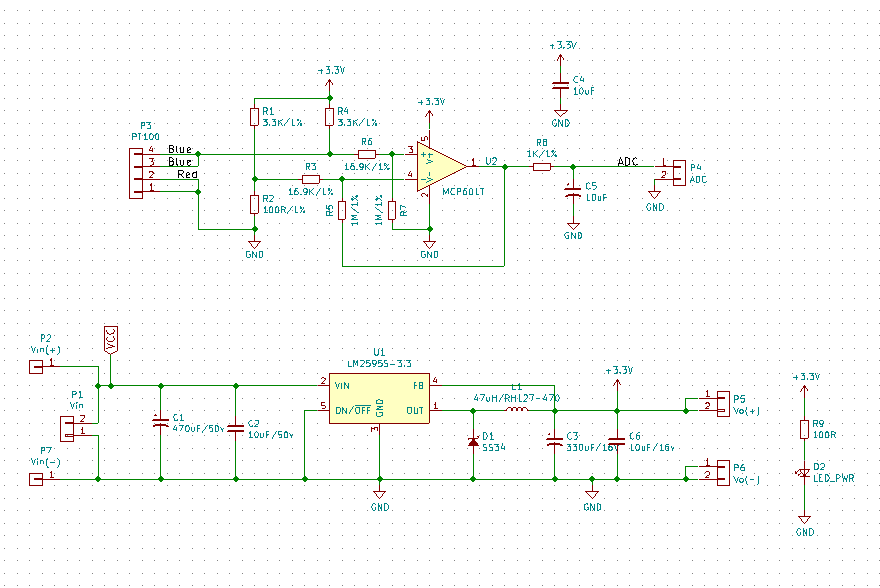 +3.3V
C4
10uF
GND
+3.3V
R1
3.3K/1%
R4
3.3K/1%
+3.3V
P3
PT100
4
3
2
1
Blue
Blue
Red
R6
16.9K/1%
R3
16.9K/1%
R2
100R/1%
R5
1M/1%
1M/1%
R7
3
4
5
2
1
+
V+
-
V-
U2
MCP601T
GND
GND
R8
1K/1%
C5
10uF
GND
ADC
1
2
P4
ADC
GND
P2
Vin(+)
1
VCC
P1
Vin
2
1
P7
Vin(-)
1
C1
470uF/50v
C2
10uF/50v
U1
LM2595S-3.3
2
VIN
5
ON/OFF
GND
3
FB
4
OUT
1
GND
L1
47uH/RHL27-470
D1
SS34
+3.3V
C3
330uF/16V
C6
10uF/16v
GND
1
2
P5
Vo(+)
1
2
P6
Vo(-)
+3.3V
R9
100R
D2
LED_PWR
GND